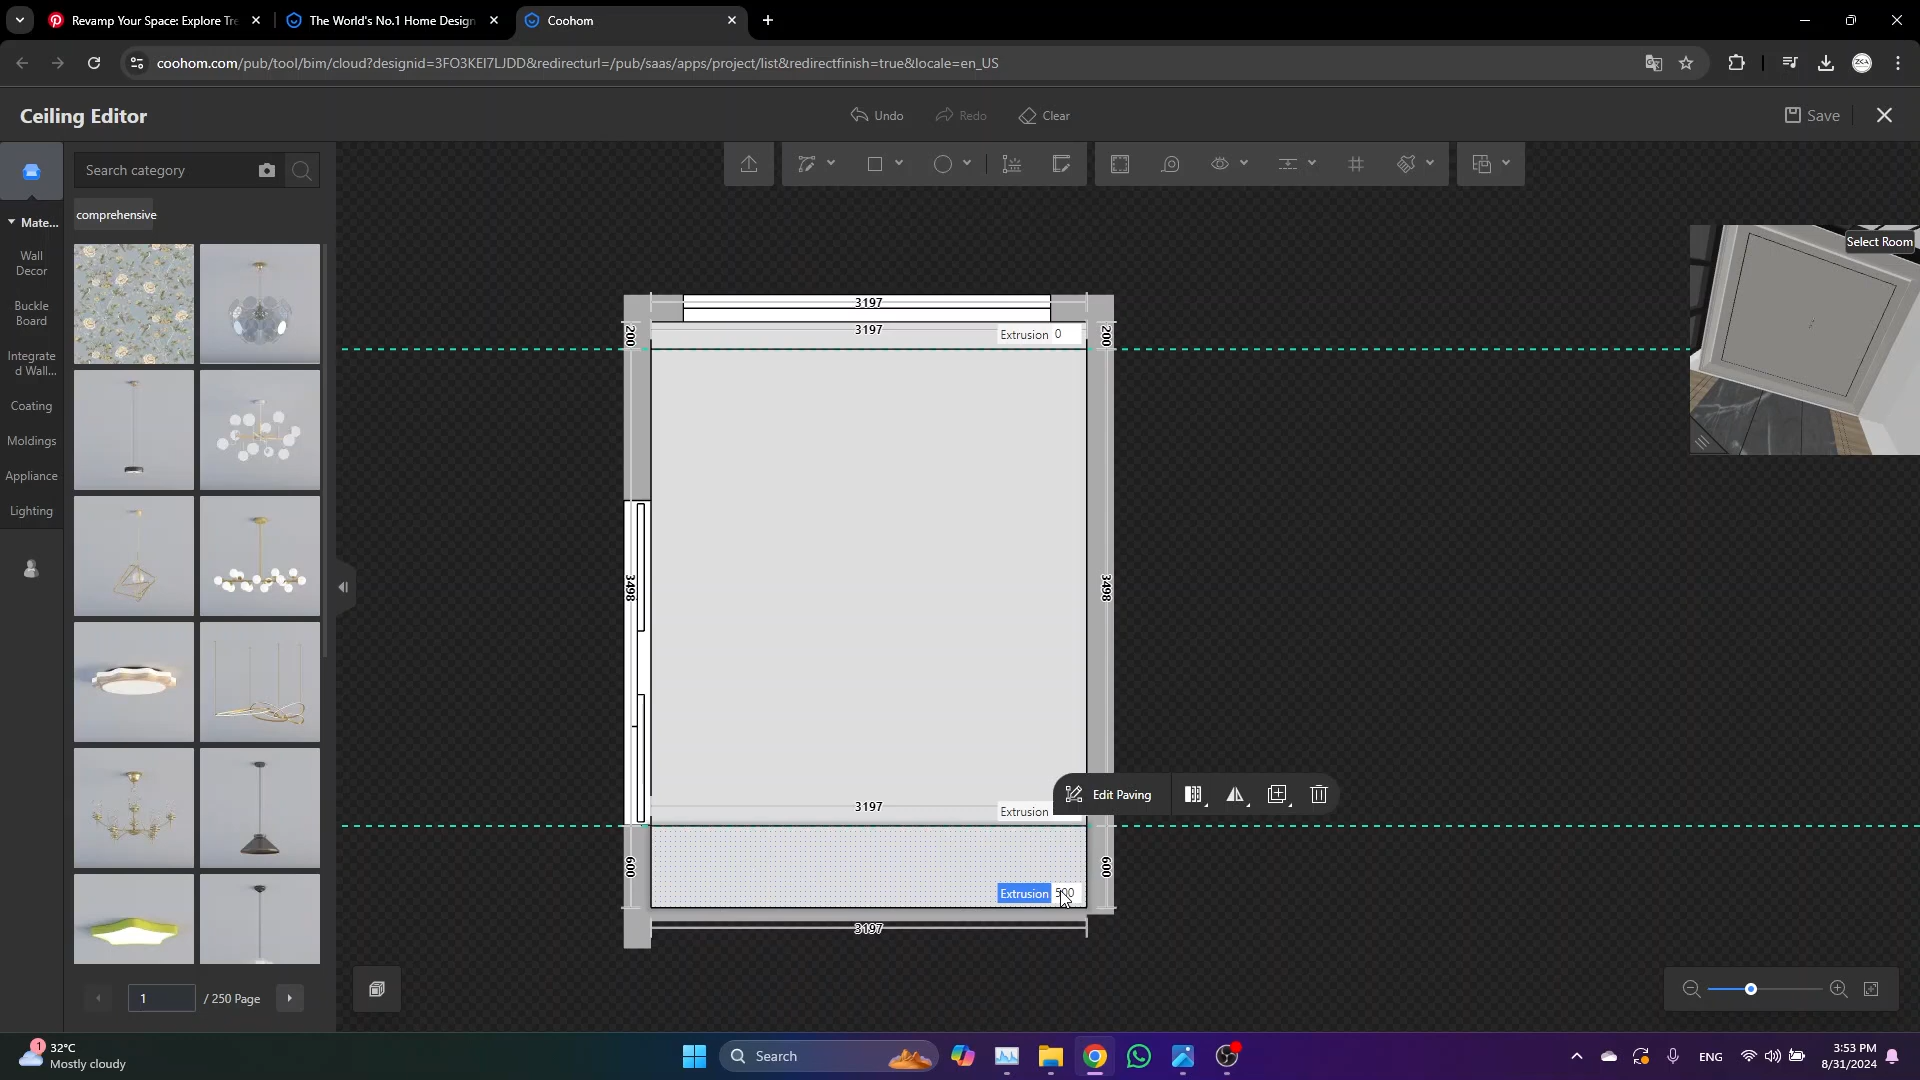 Revamp Your Space: Explore Tre
The World's No.1 Home Design
Coohom
coohom.com/pub/tool/bim/cloud?designid=3FO3KEI7LJDD&redirecturl=/pub/saas/apps/project/list&redirectfinish=true&locale=en_US
Ceiling Editor
Undo
Redo
Clear
Save
Search category
comprehensive
Mate...
Wall
Decor
Buckle
Board
Integrate
d Wall...
Coating
Moldings
Appliance
Lighting
Select Room
3197
3197
Extrusion 0
200
200
3498
3498
3197
Extrusion
Edit Paving
600
600
Extrusion 500
3197
1
/ 250 Page
1
32°C
Mostly cloudy
Search
ENG
3:53 PM
8/31/2024